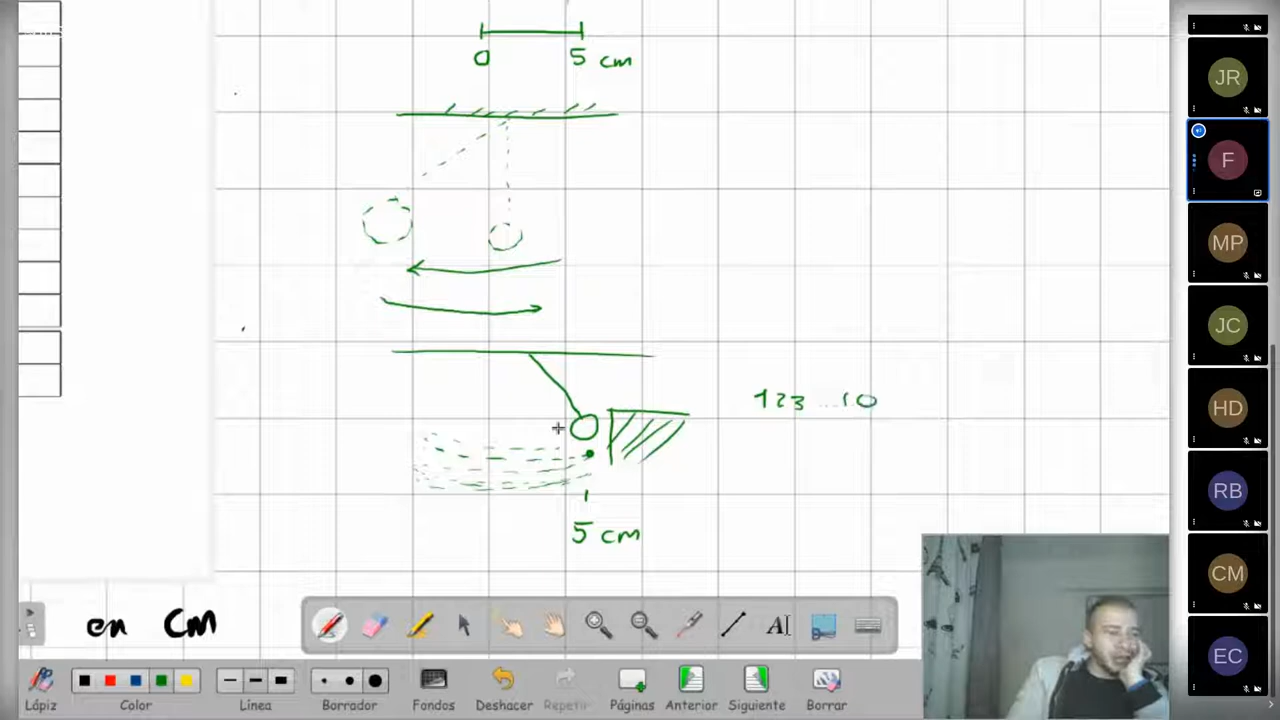 0 5 cm
123 ... 10
5 cm
en cm
Lápiz
Color
Línea
Borrador
Fondos
Deshacer
Repetir
Páginas
Anterior
Siguiente
Borrar
A
JR
F
MP
JC
HD
RB
CM
EC